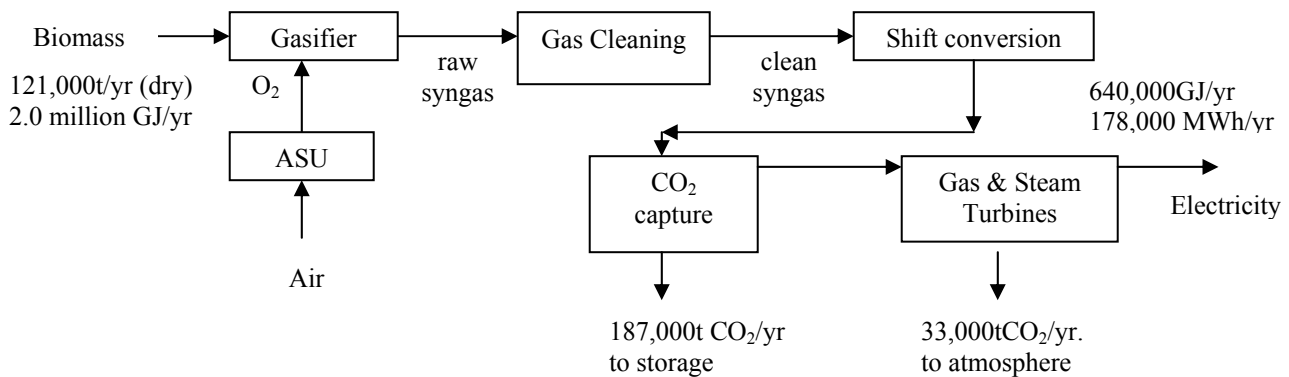 Biomass
121,000t/yr (dry)
2.0 million GJ/yr
Gasifier
O₂
ASU
Air
raw
syngas
Gas Cleaning
clean
syngas
Shift conversion
640,000GJ/yr
178,000 MWh/yr
CO₂
capture
Gas & Steam
Turbines
Electricity
187,000t CO₂/yr
to storage
33,000tCO₂/yr.
to atmosphere